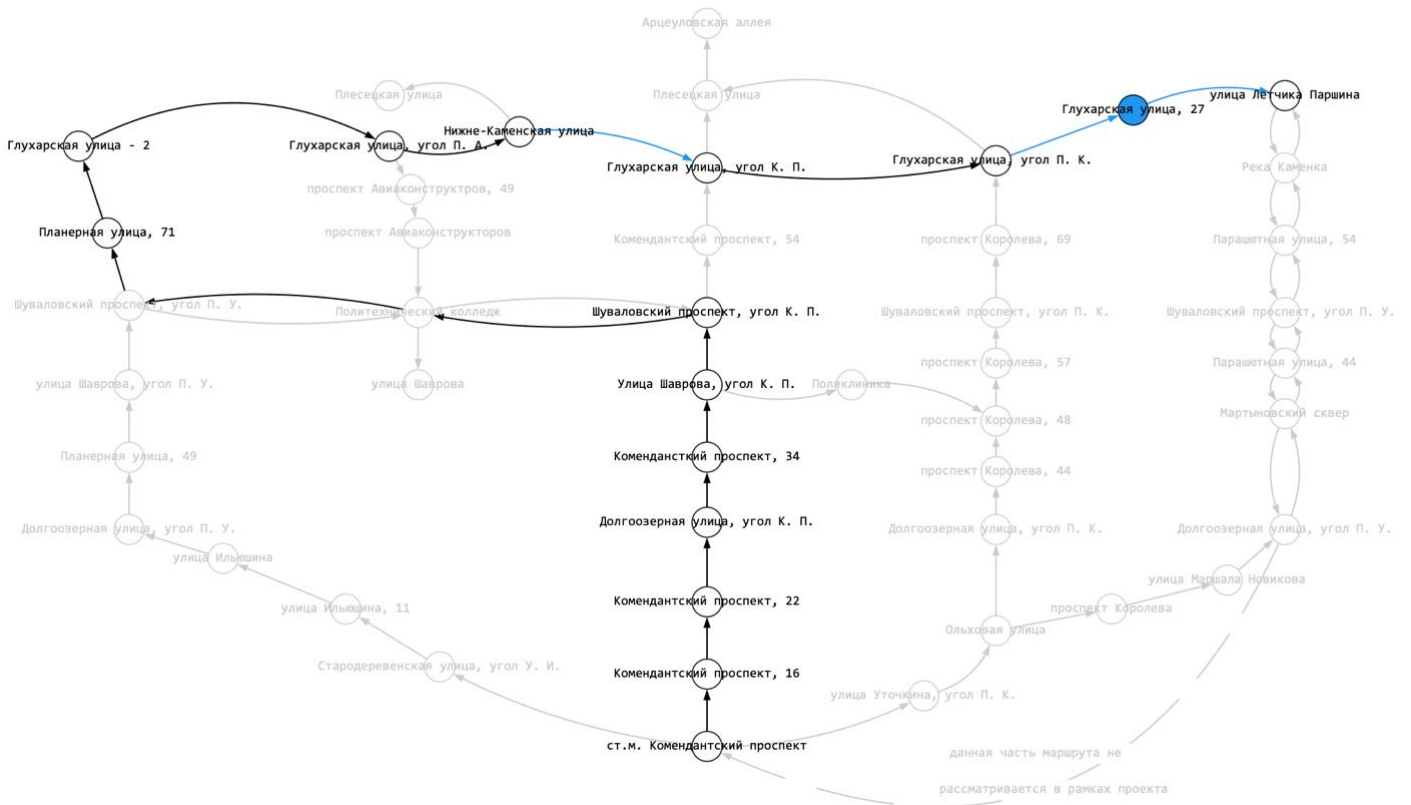 Арцеуловская аллея
Плесецкая улица
Плесецкая улица
улица Летчика Паршина
Глухарская улица, 27
Нижне-Каменская улица
Глухарская улица - 2
Глухарская улица, угол П. А.
Глухарская улица, угол К. П.
Глухарская улица, угол П. К.
Река Каменка
проспект Авиаконструктров, 49
Планерная улица, 71
проспект Авиаконструкторов
Комендантский проспект, 54
проспект Королева, 69
Парашютная улица, 54
Шуваловский проспект, угол П. У.
Политехнический колледж
Шуваловский проспект, угол К. П.
Шуваловский проспект, угол П. К.
Шуваловский проспект, угол П. У.
проспект Королева, 57
Парашютная улица, 44
улица Шаврова, угол П. У.
улица Шаврова
Улица Шаврова, угол К. П.
Поликлиника
Мартыновский сквер
проспект Королева, 48
Планерная улица, 49
Комендансткий проспект, 34
проспект Королева, 44
Долгоозерная улица, угол П. У.
Долгоозерная улица, угол К. П.
Долгоозерная улица, угол П. К.
Долгоозерная улица, угол П. У.
улица Ильюшина
улица Маршала Новикова
улица Ильюшина, 11
Комендантский проспект, 22
проспект Королева
Ольховая улица
Стародеревенская улица, угол У. И.
Комендантский проспект, 16
улица Уточкина, угол П. К.
ст.м. Комендантский проспект
данная часть маршрута не
рассматривается в рамках проекта